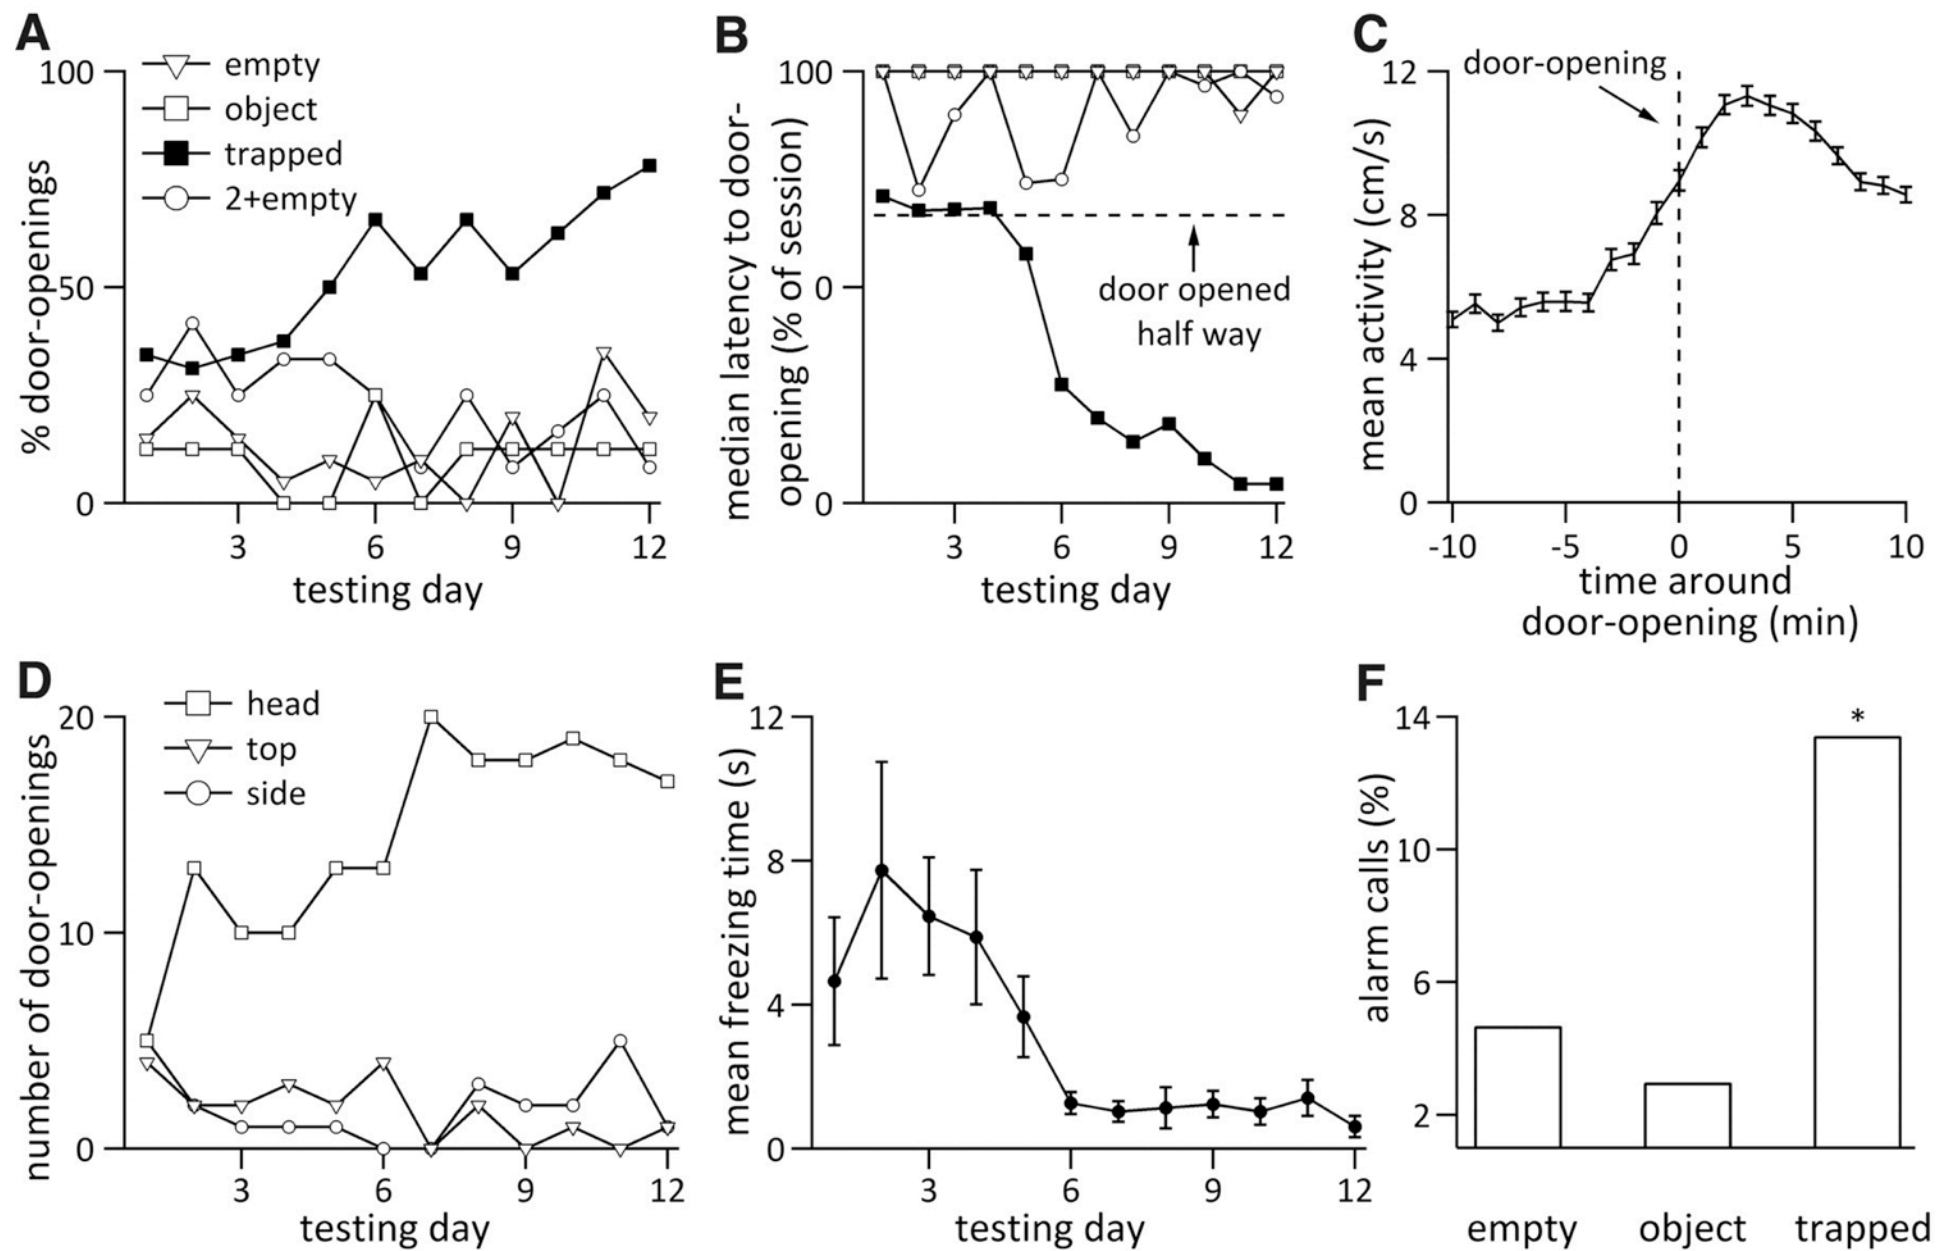 A
empty
object
trapped
2+empty
100
50
0
% door-openings
3 6 9 12
testing day
B
100
0
0
median latency to door-
opening (% of session)
door opened
half way
3 6 9 12
testing day
C
door-opening
12
8
4
0
mean activity (cm/s)
-10 -5 0 5 10
time around
door-opening (min)
D
head
top
side
20
10
0
number of door-openings
3 6 9 12
testing day
E
12
8
4
0
mean freezing time (s)
3 6 9 12
testing day
F
14
10
6
2
alarm calls (%)
*
empty object trapped